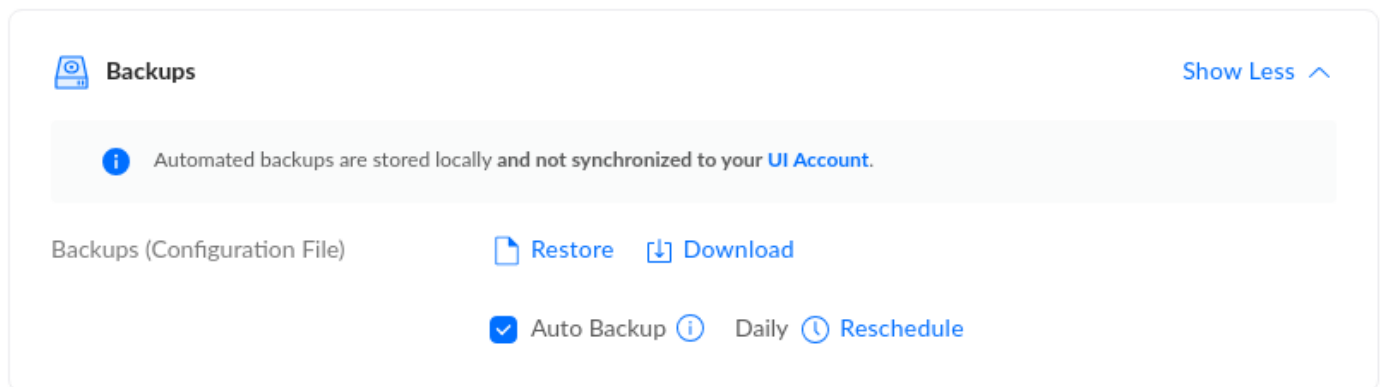 Backups Show Less
Automated backups are stored locally and not synchronized to your UI Account.
Backups (Configuration File) Restore Download
Auto Backup Daily Reschedule